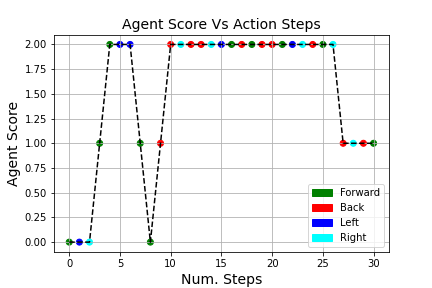 Agent Score Vs Action Steps
Agent Score
2.00
1.75
1.50
1.25
1.00
0.75
0.50
0.25
0.00
Forward
Back
Left
Right
0 5 10 15 20 25 30
Num. Steps